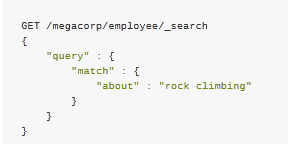 GET /megacorp/employee/_search
{
    "query" : {
        "match" : {
            "about" : "rock climbing"
        }
    }
}